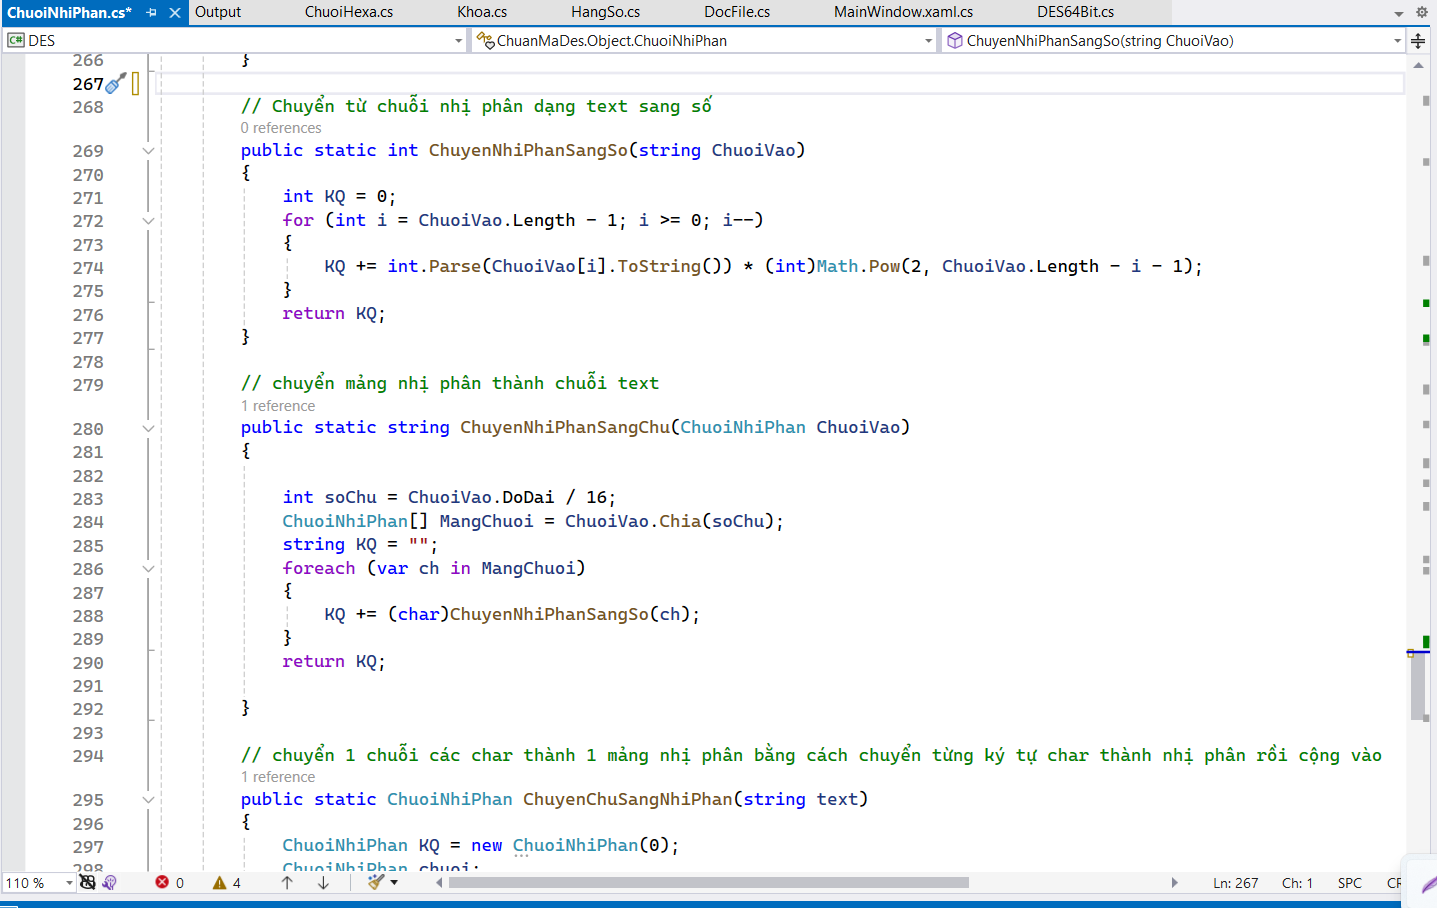 ChuoiNhiPhan.cs* Output ChuoiHexa.cs Khoa.cs HangSo.cs DocFile.cs MainWindow.xaml.cs DES64Bit.cs
C# DES ChuanMaDes.Object.ChuoiNhiPhan ChuyenNhiPhanSangSo(string ChuoiVao)
266 }
267
268 // Chuyển từ chuỗi nhị phân dạng text sang số
0 references
269 public static int ChuyenNhiPhanSangSo(string ChuoiVao)
270 {
271 int KQ = 0;
272 for (int i = ChuoiVao.Length - 1; i >= 0; i--)
273 {
274 KQ += int.Parse(ChuoiVao[i].ToString()) * (int)Math.Pow(2, ChuoiVao.Length - i - 1);
275 }
276 return KQ;
277 }
278
279 // chuyển mảng nhị phân thành chuỗi text
1 reference
280 public static string ChuyenNhiPhanSangChu(ChuoiNhiPhan ChuoiVao)
281 {
282
283 int soChu = ChuoiVao.DoDai / 16;
284 ChuoiNhiPhan[] MangChuoi = ChuoiVao.Chia(soChu);
285 string KQ = "";
286 foreach (var ch in MangChuoi)
287 {
288 KQ += (char)ChuyenNhiPhanSangSo(ch);
289 }
290 return KQ;
291
292 }
293
294 // chuyển 1 chuỗi các char thành 1 mảng nhị phân bằng cách chuyển từng ký tự char thành nhị phân rồi cộng vào
1 reference
295 public static ChuoiNhiPhan ChuyenChuSangNhiPhan(string text)
296 {
297 ChuoiNhiPhan KQ = new ChuoiNhiPhan(0);
298 ChuoiNhiPhan chuoi;
110 % 0 4 Ln: 267 Ch: 1 SPC CR